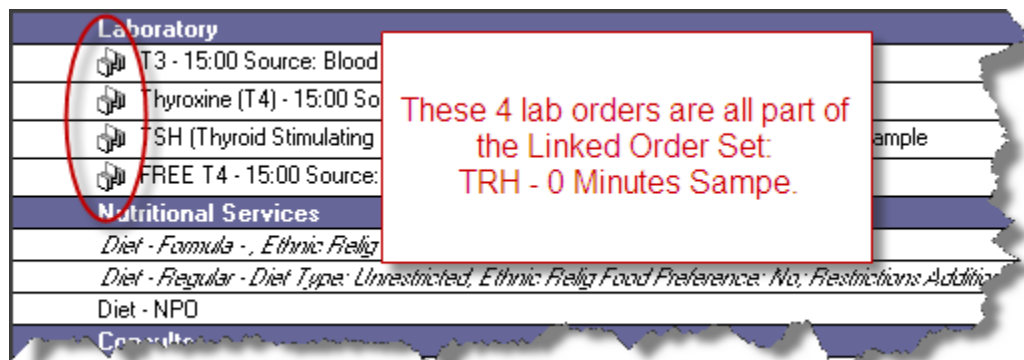 Laboratory
T3 - 15:00 Source: Blood
Thyroxine (T4) - 15:00 So
TSH (Thyroid Stimulating
ample
FREE T4 - 15:00 Source:
These 4 lab orders are all part of
the Linked Order Set:
TRH - 0 Minutes Sampe.
Nutritional Services
Diet - Formula - , Ethnic Relig
Diet - Regular - Diet Type: Unrestricted, Ethnic Relig Food Preference: No; Restrictions Additio
Diet - NPO
Consults